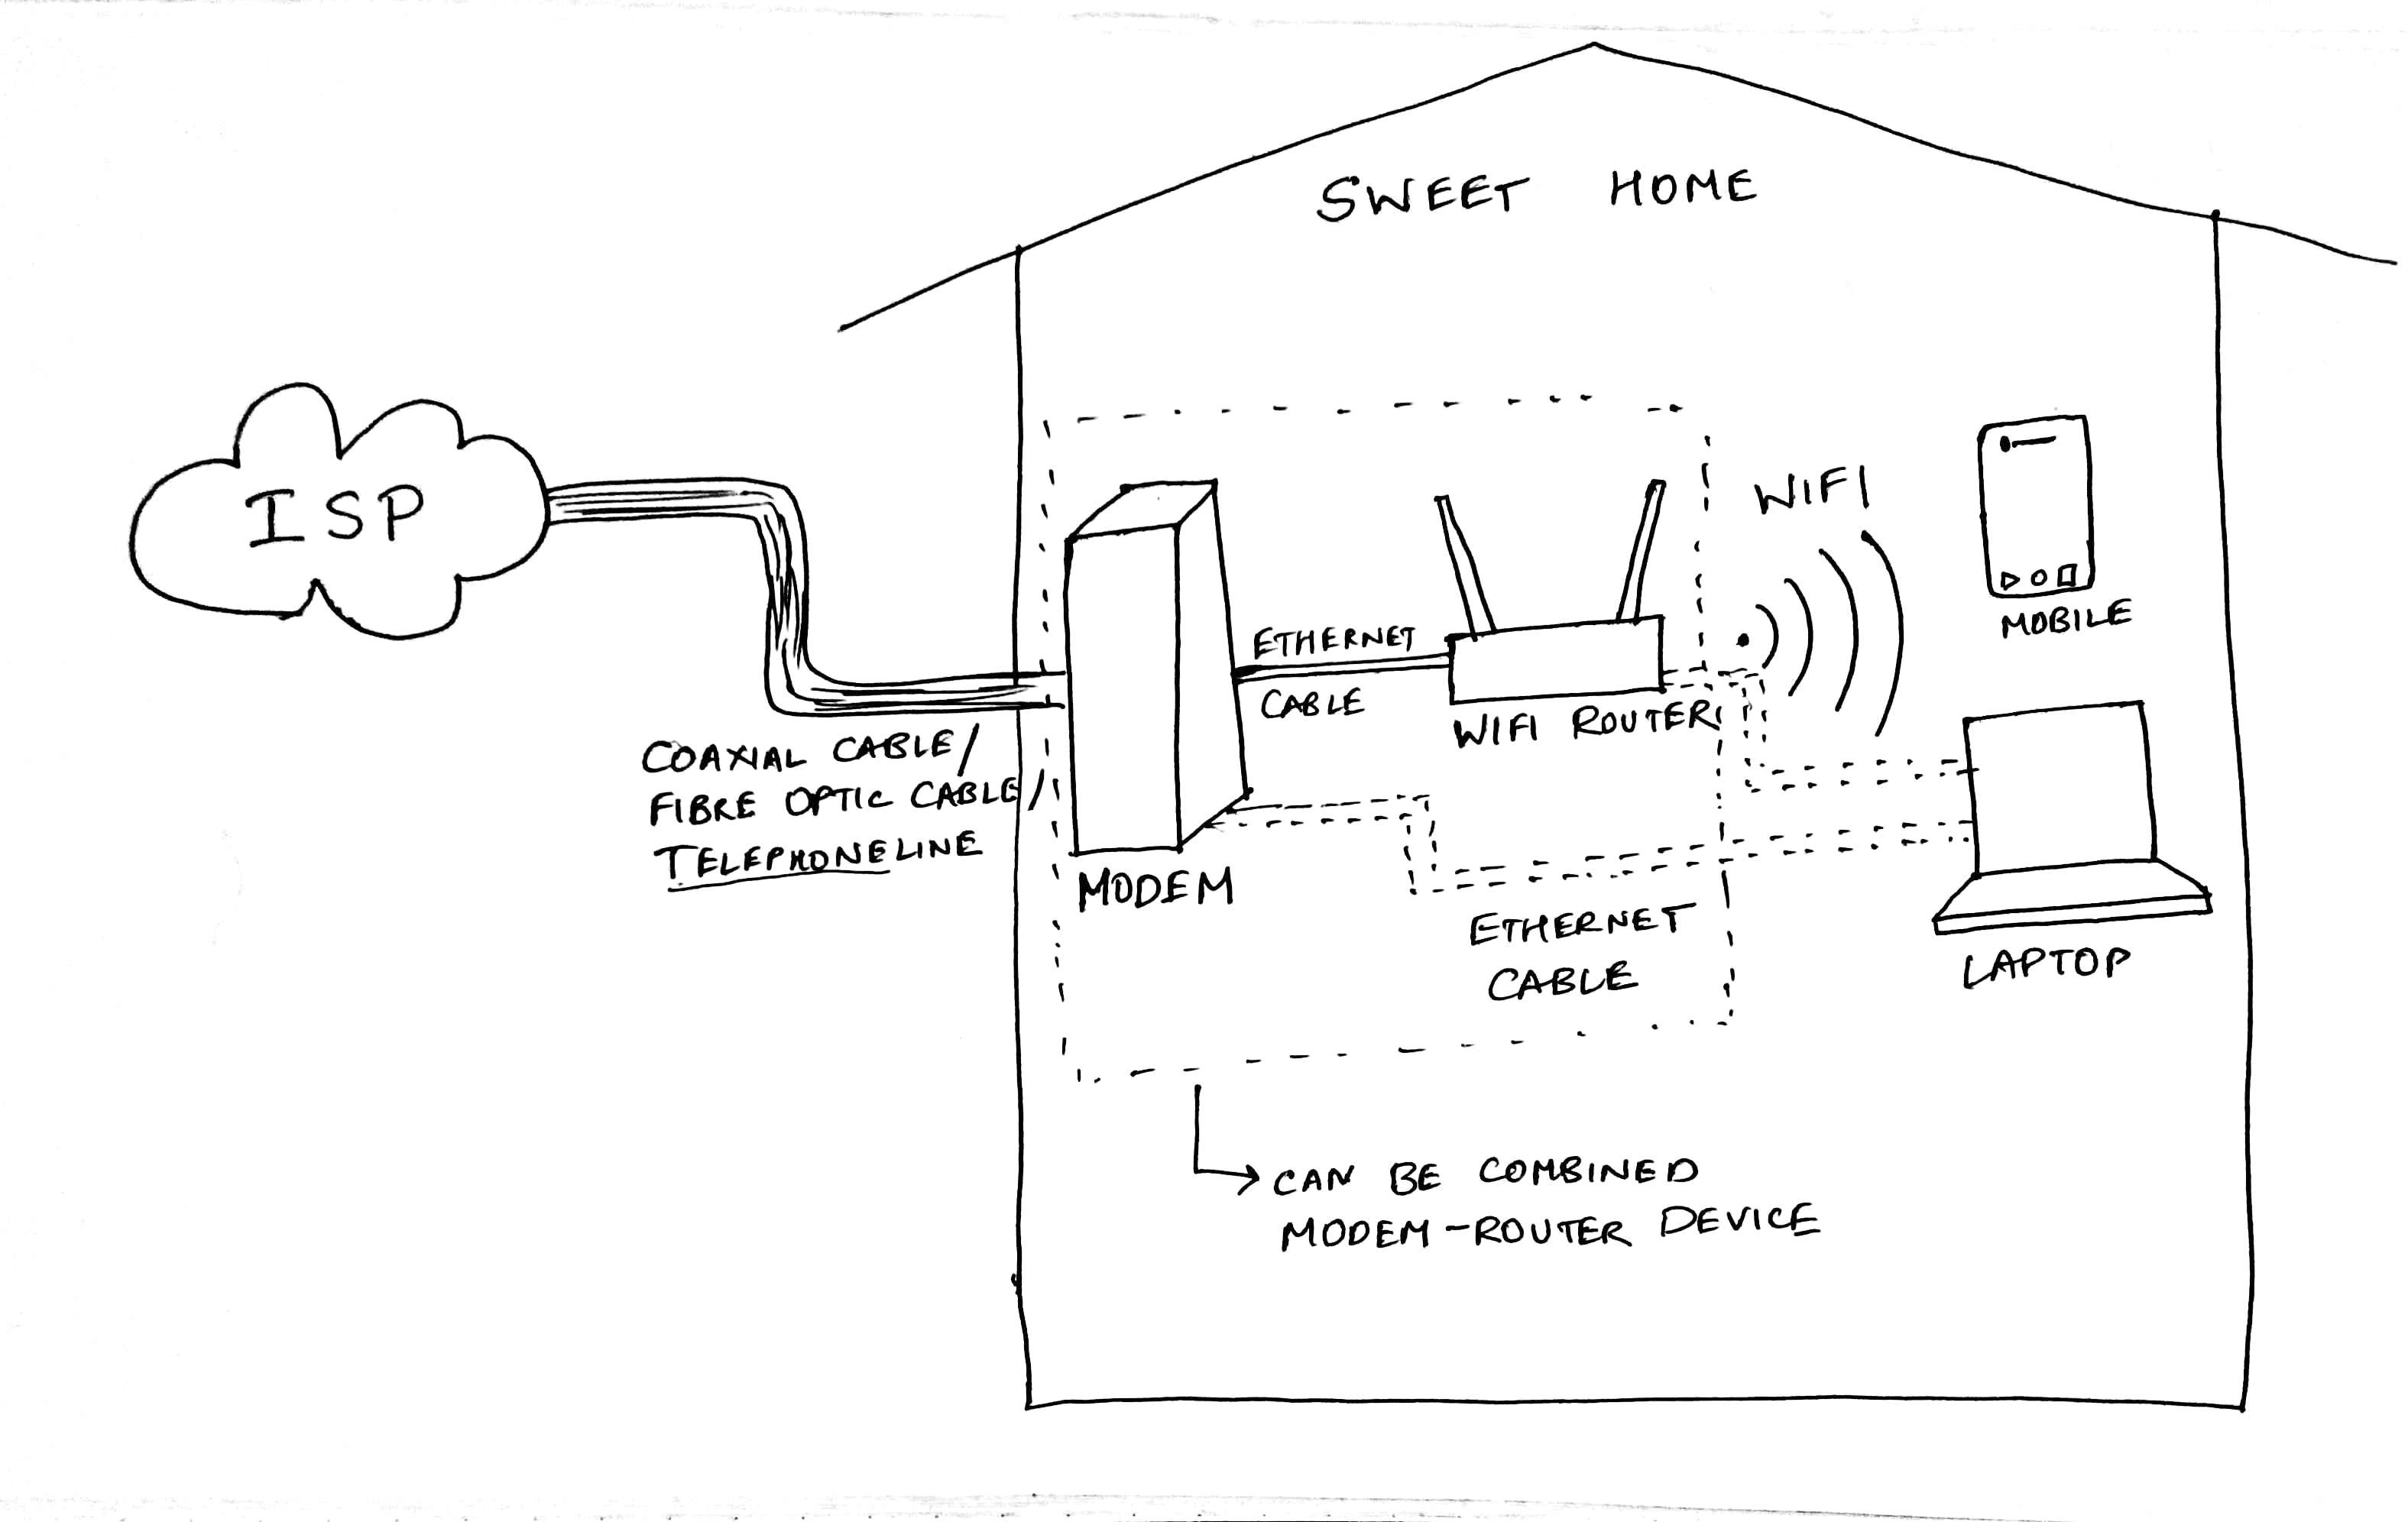 SWEET HOME
ISP
WIFI
MOBILE
ETHERNET
CABLE
WIFI ROUTER
COAXIAL CABLE/
FIBRE OPTIC CABLE/
TELEPHONELINE
MODEM
ETHERNET
CABLE
LAPTOP
CAN BE COMBINED
MODEM-ROUTER DEVICE